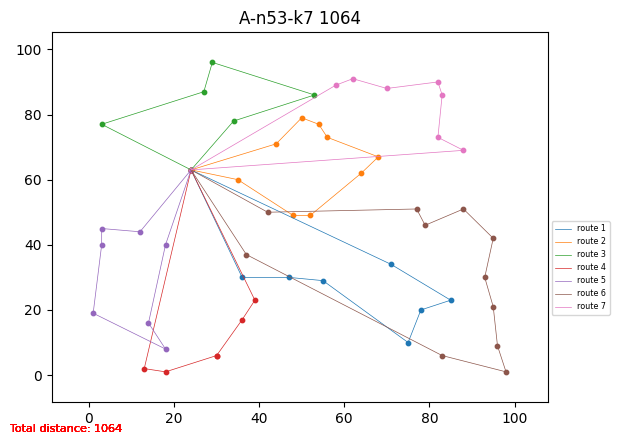 A-n53-k7 1064
100
80
60
40
20
0
0 20 40 60 80 100
route 1
route 2
route 3
route 4
route 5
route 6
route 7
Total distance: 1064